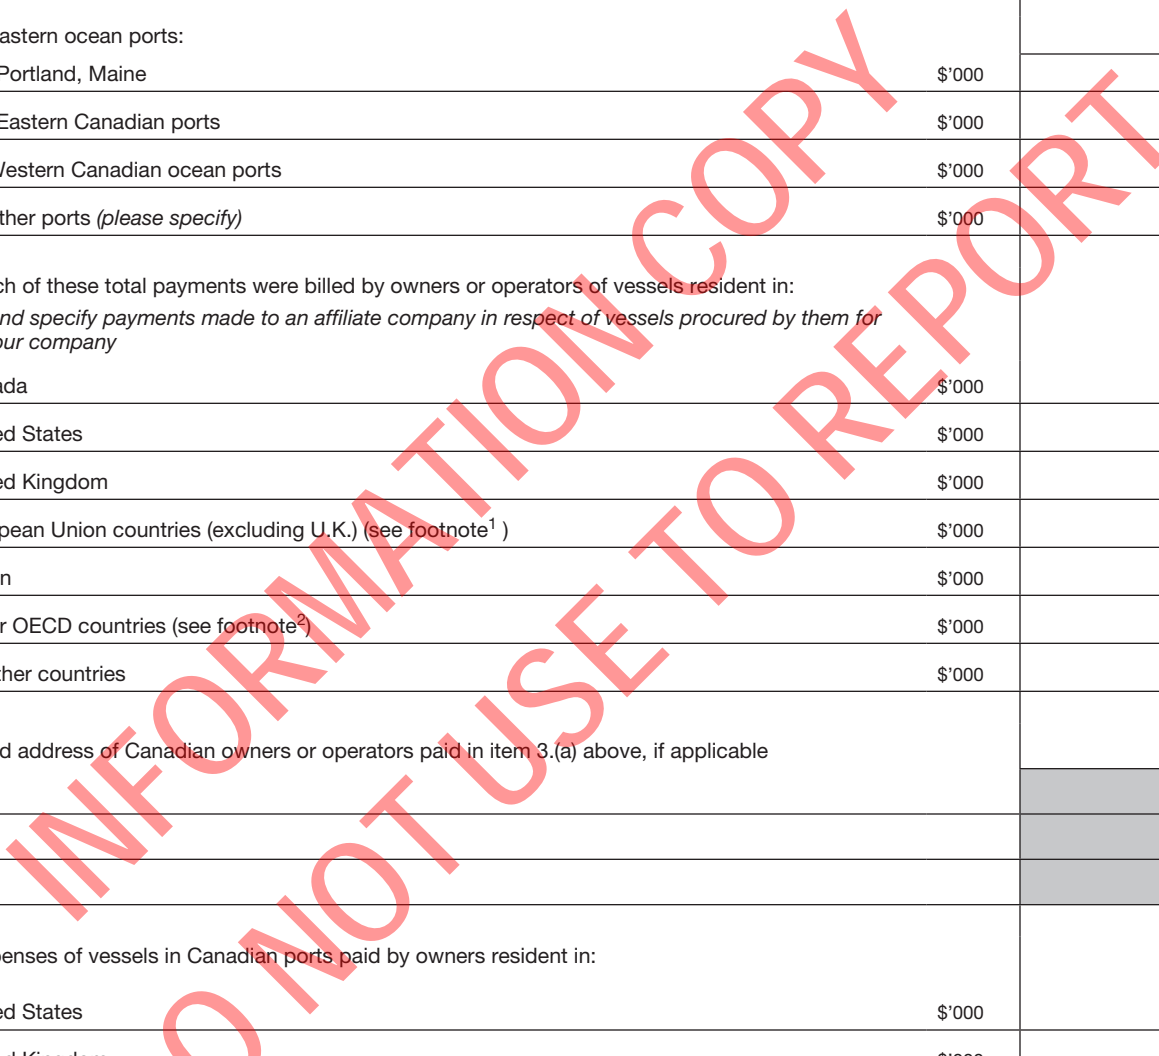 astern ocean ports:
Portland, Maine $'000
Eastern Canadian ports $'000
Western Canadian ocean ports $'000
ther ports (please specify) $'000
ch of these total payments were billed by owners or operators of vessels resident in:
nd specify payments made to an affiliate company in respect of vessels procured by them for
our company
ada $'000
ed States $'000
ed Kingdom $'000
pean Union countries (excluding U.K.) (see footnote1 ) $'000
n $'000
r OECD countries (see footnote2) $'000
ther countries $'000
d address of Canadian owners or operators paid in item 3.(a) above, if applicable
enses of vessels in Canadian ports paid by owners resident in:
ed States $'000
INFORMATION COPY
O NOT USE TO REPORT